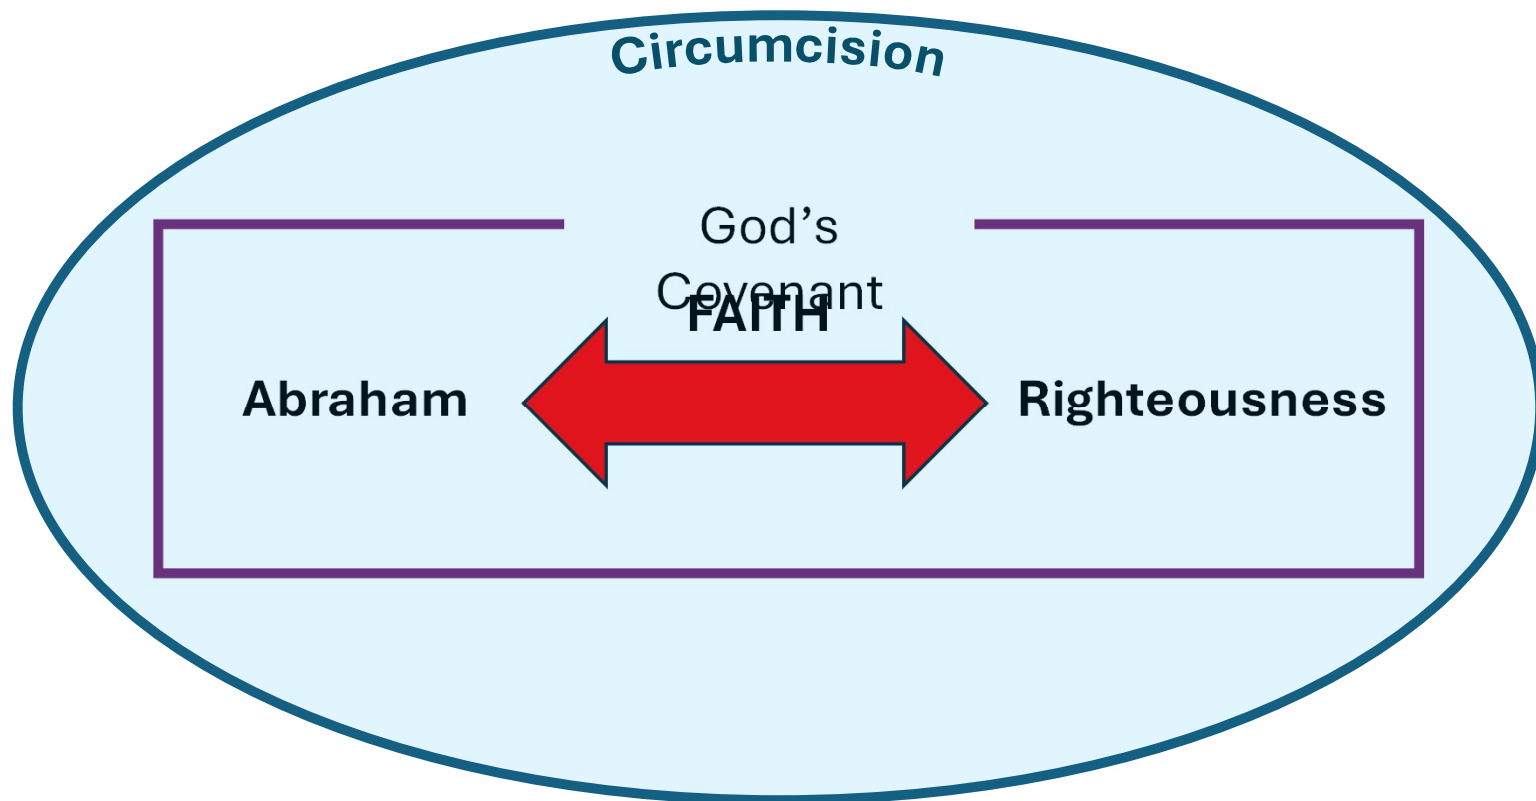 Circumcision
God’s
Covenant
FAITH
Abraham
Righteousness